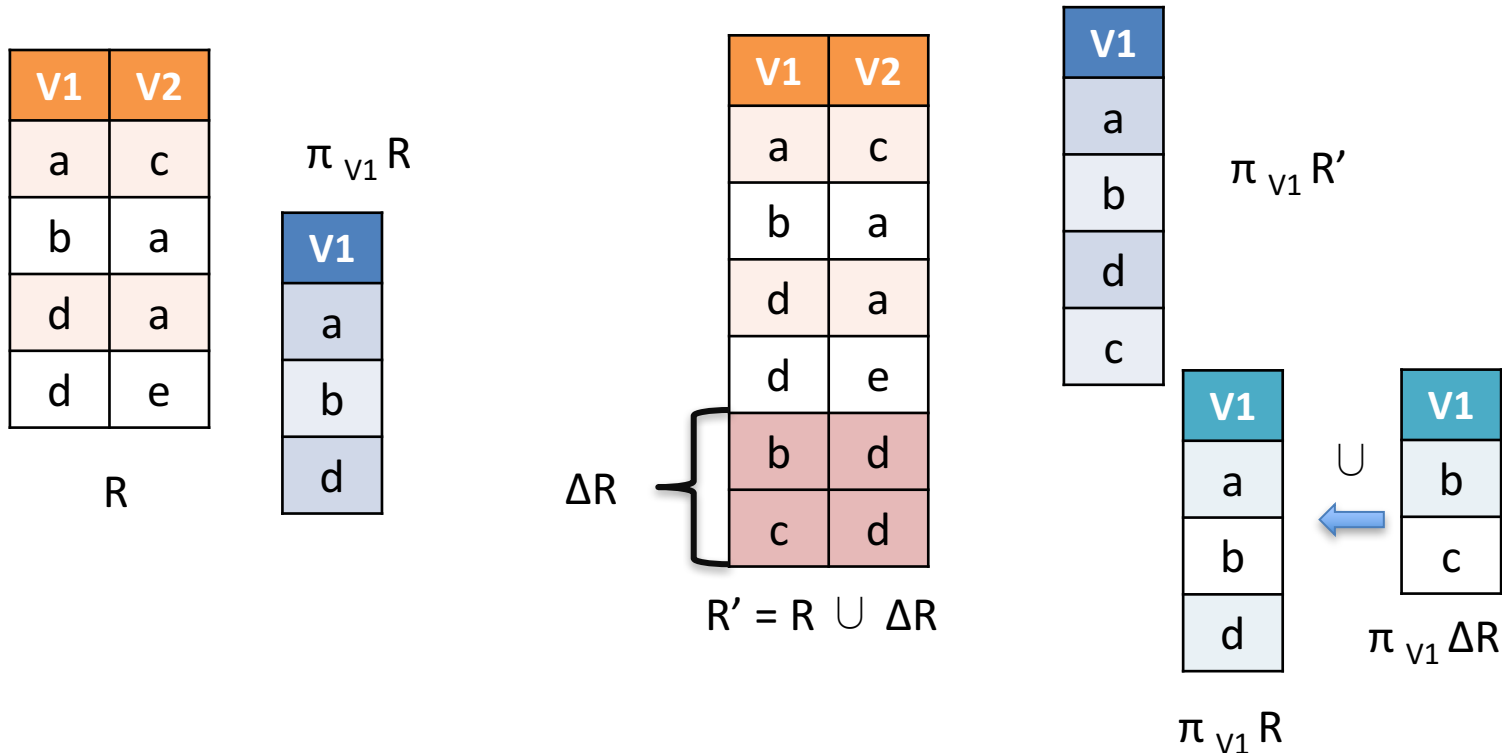 V1 V2
a c
b a
d a
d e
R
π V1 R
V1
a
b
d
V1 V2
a c
b a
d a
d e
b d
c d
ΔR
R’ = R ∪ ΔR
V1
a
b
d
c
π V1 R’
V1
a
b
d
π V1 R
∪
V1
b
c
π V1 ΔR